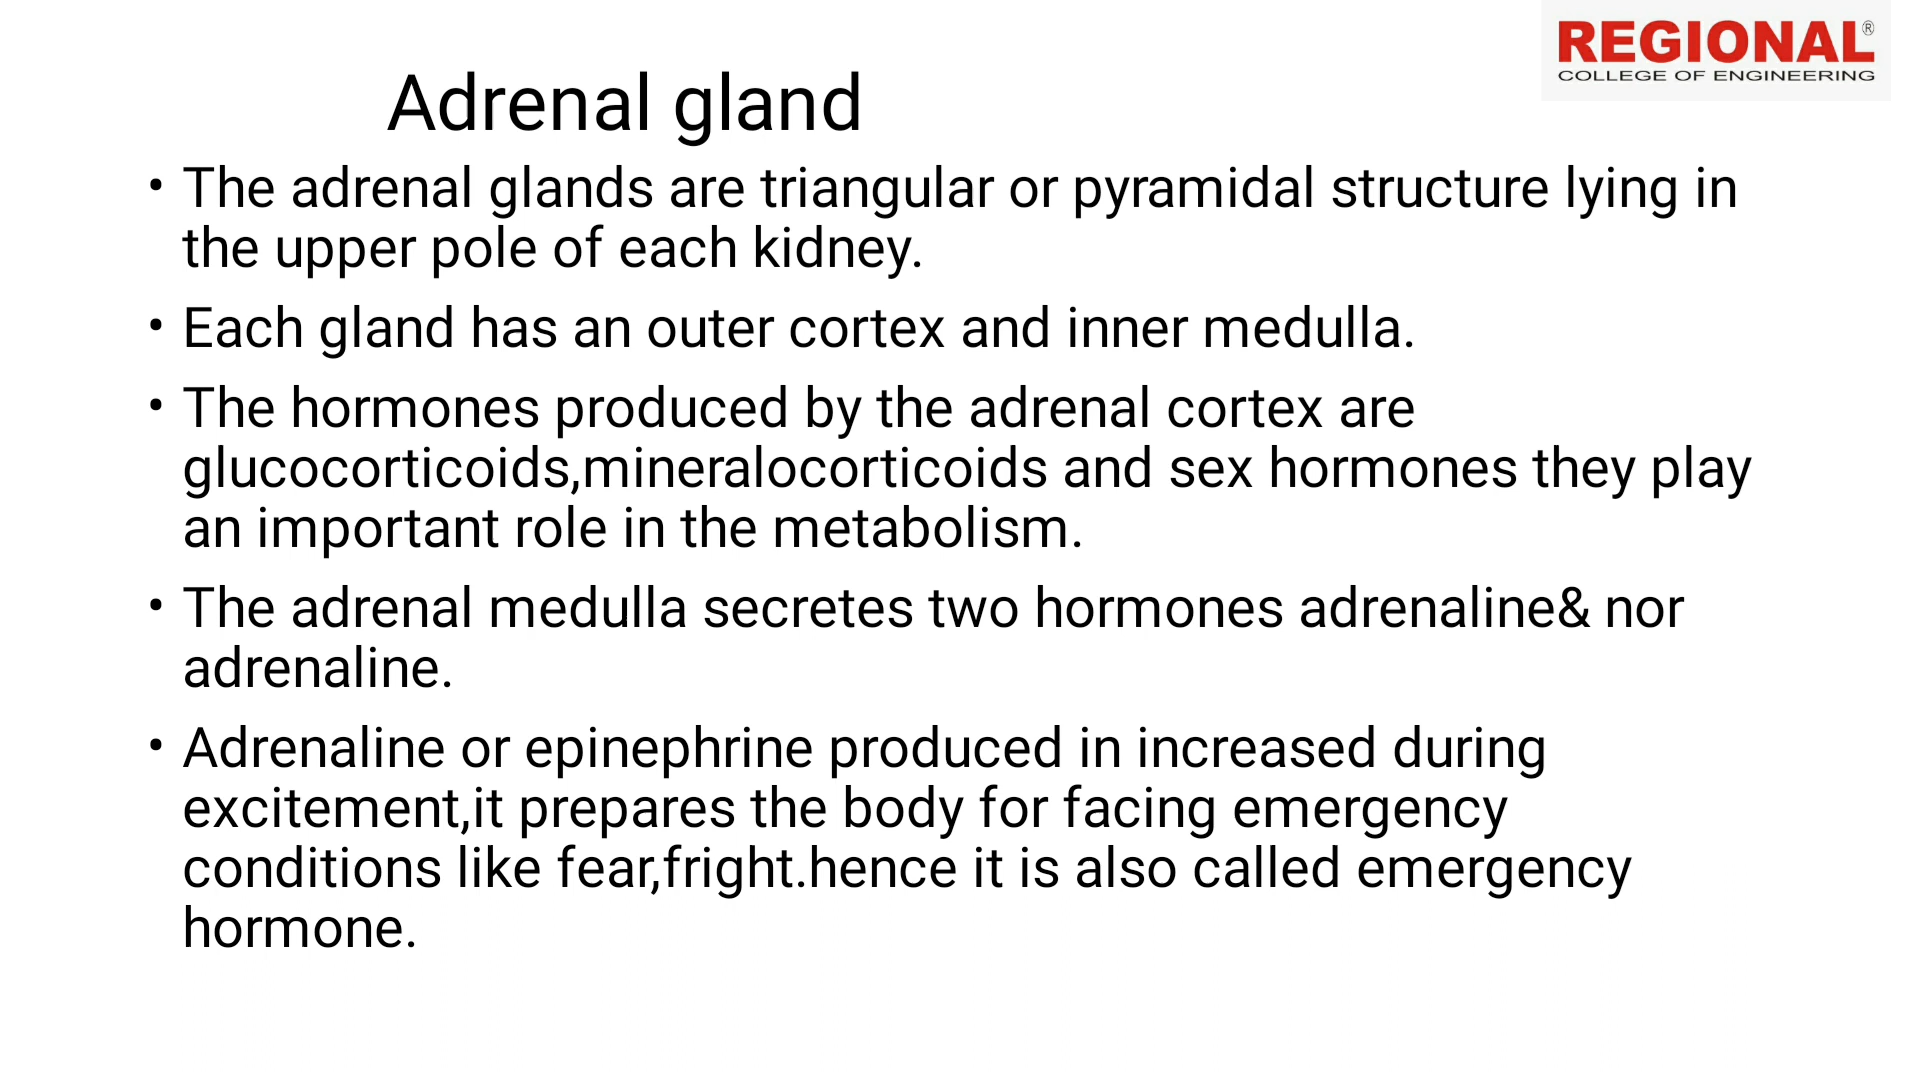 REGIONAL®
COLLEGE OF ENGINEERING
Adrenal gland
• The adrenal glands are triangular or pyramidal structure lying in
the upper pole of each kidney.
• Each gland has an outer cortex and inner medulla.
• The hormones produced by the adrenal cortex are
glucocorticoids,mineralocorticoids and sex hormones they play
an important role in the metabolism.
• The adrenal medulla secretes two hormones adrenaline& nor
adrenaline.
• Adrenaline or epinephrine produced in increased during
excitement,it prepares the body for facing emergency
conditions like fear,fright.hence it is also called emergency
hormone.